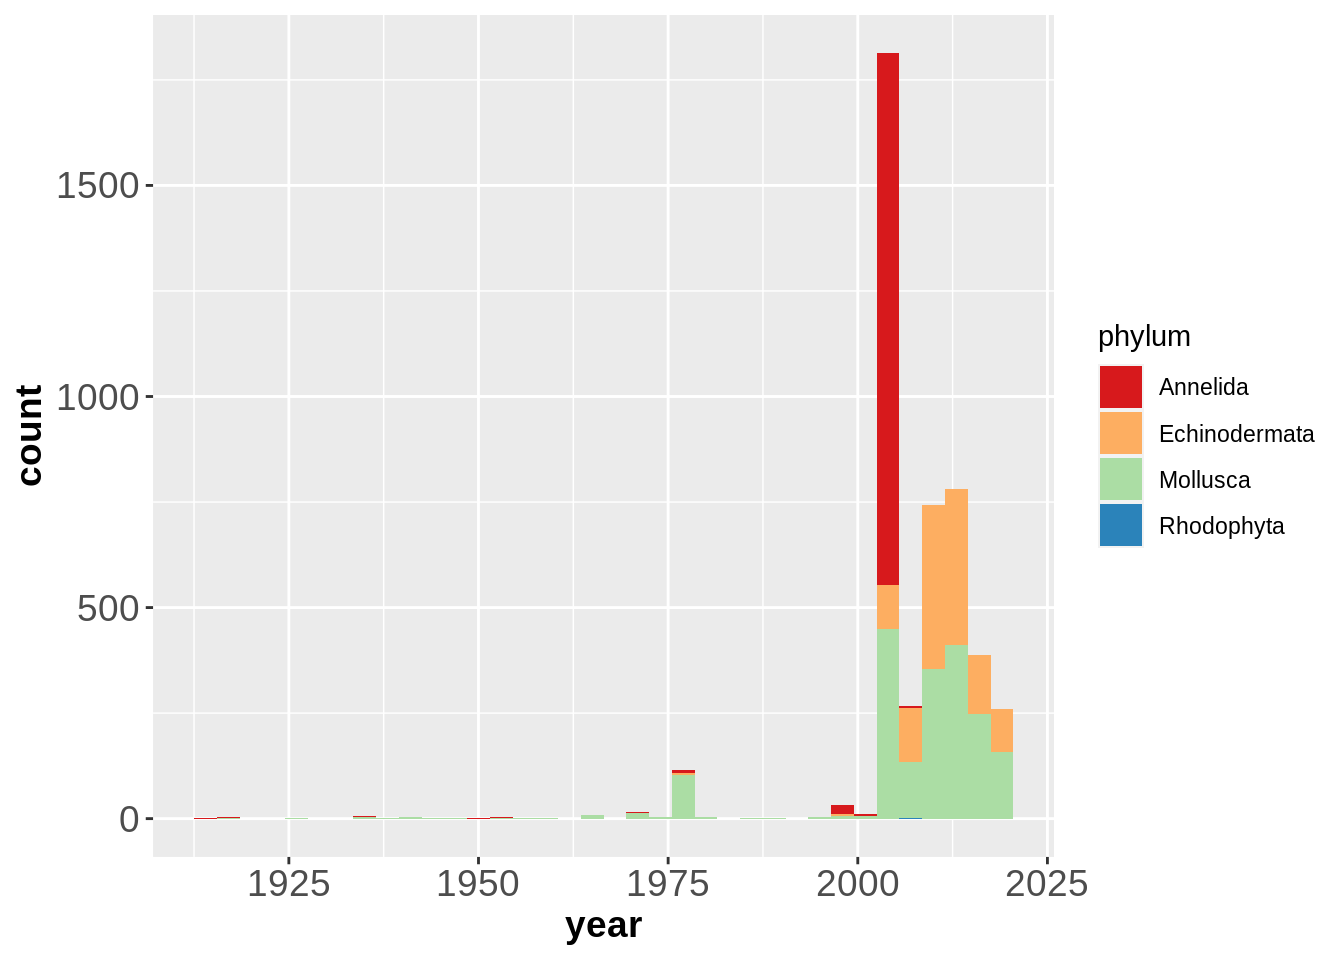 1500
1000
500
0
count
1925 1950 1975 2000 2025
year
phylum
Annelida
Echinodermata
Mollusca
Rhodophyta